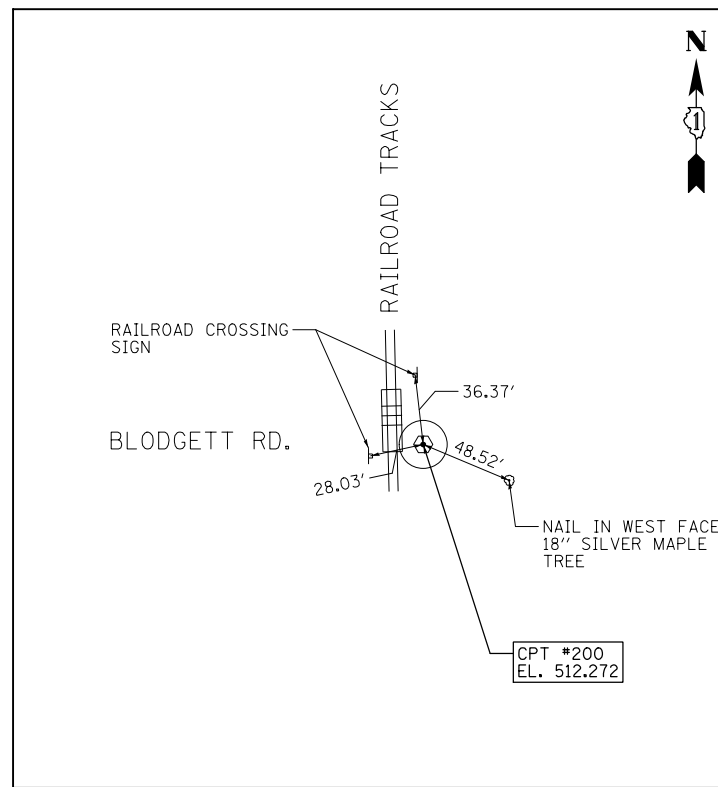 N
1
RAILROAD TRACKS
RAILROAD CROSSING
SIGN
36.37'
BLODGETT RD.
48.52'
28.03'
NAIL IN WEST FACE
18" SILVER MAPLE
TREE
CPT #200
EL. 512.272